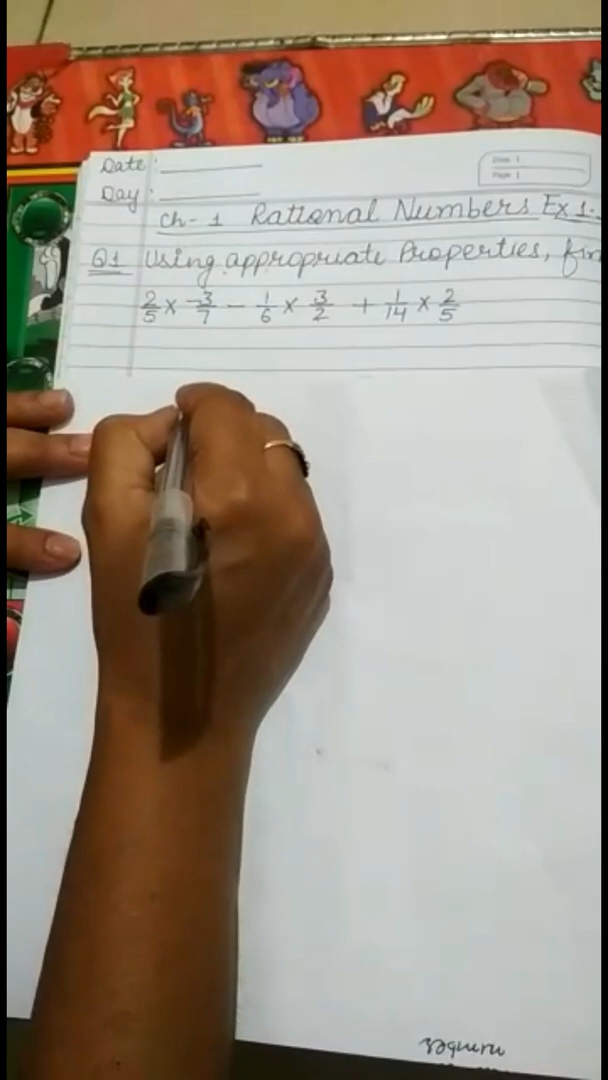 Date :
Day :
Ch- 1 Rational Numbers Ex 1.
Q1 Using appropriate Properties, fin
2/5 × -3/7 - 1/6 × 3/2 + 1/14 × 2/5